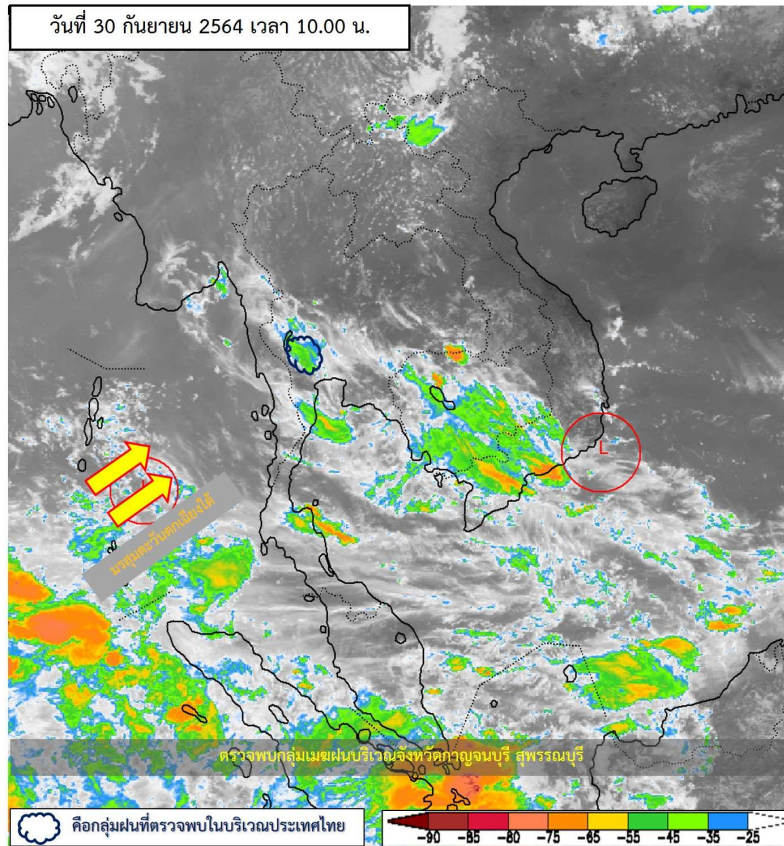 วันที่ 30 กันยายน 2564 เวลา 10.00 น.
L
มรสุมตะวันตกเฉียงใต้
ตรวจพบกลุ่มเมฆฝนบริเวณจังหวัดกาญจนบุรี สุพรรณบุรี
คือกลุ่มฝนที่ตรวจพบในบริเวณประเทศไทย
-90 -85 -80 -75 -65 -55 -45 -35 -25